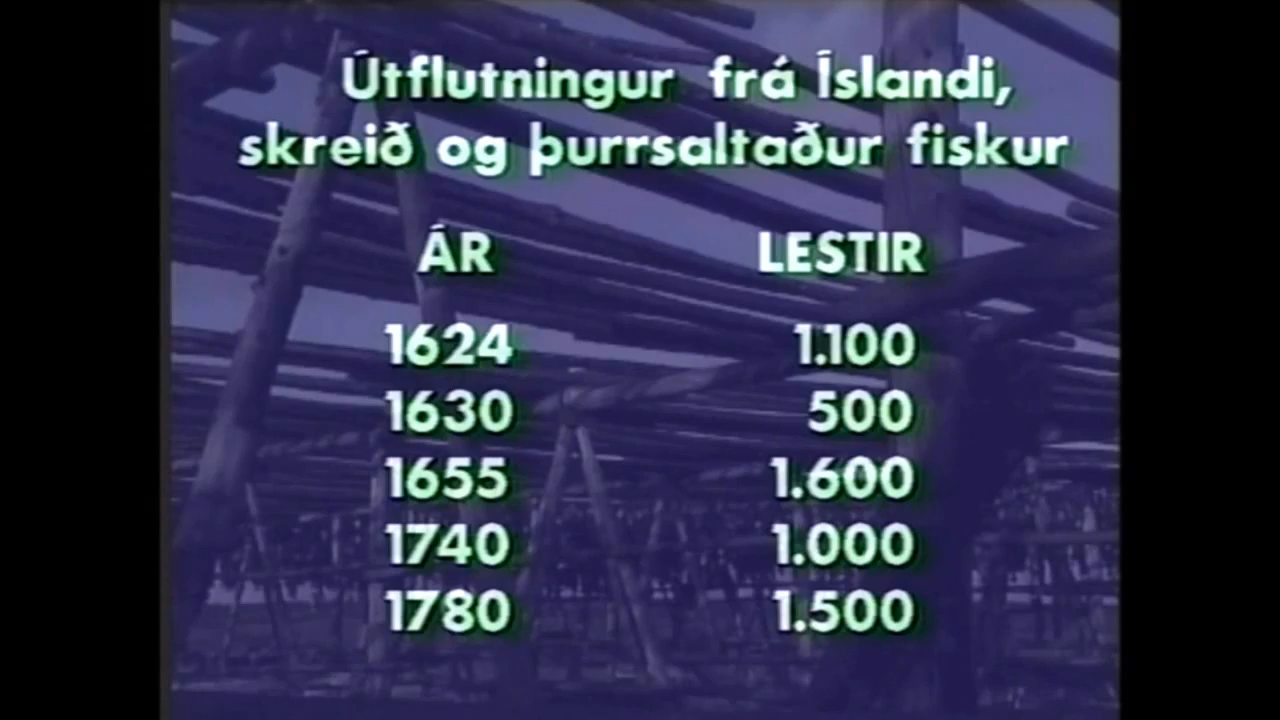 Útflutningur frá Íslandi,
skreið og þurrsaltaður fiskur
ÁR LESTIR
1624 1.100
1630 500
1655 1.600
1740 1.000
1780 1.500